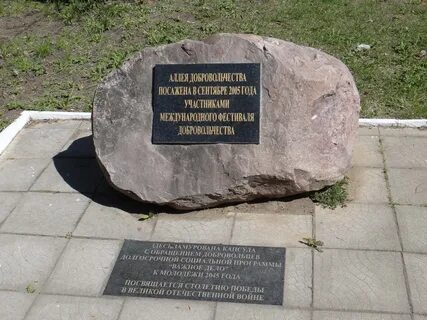 АЛЛЕЯ ДОБРОВОЛЬЧЕСТВА
ПОСАЖЕНА В СЕНТЯБРЕ 2005 ГОДА
УЧАСТНИКАМИ
МЕЖДУНАРОДНОГО ФЕСТИВАЛЯ
ДОБРОВОЛЬЧЕСТВА
ЗДЕСЬ ЗАМУРОВАНА КАПСУЛА
С ОБРАЩЕНИЕМ ДОБРОВОЛЬЦЕВ
ДОЛГОСРОЧНОЙ СОЦИАЛЬНОЙ ПРОГРАММЫ
"ВАЖНОЕ ДЕЛО"
К МОЛОДЕЖИ 2045 ГОДА
ПОСВЯЩАЕТСЯ СТОЛЕТИЮ ПОБЕДЫ
В ВЕЛИКОЙ ОТЕЧЕСТВЕННОЙ ВОЙНЕ